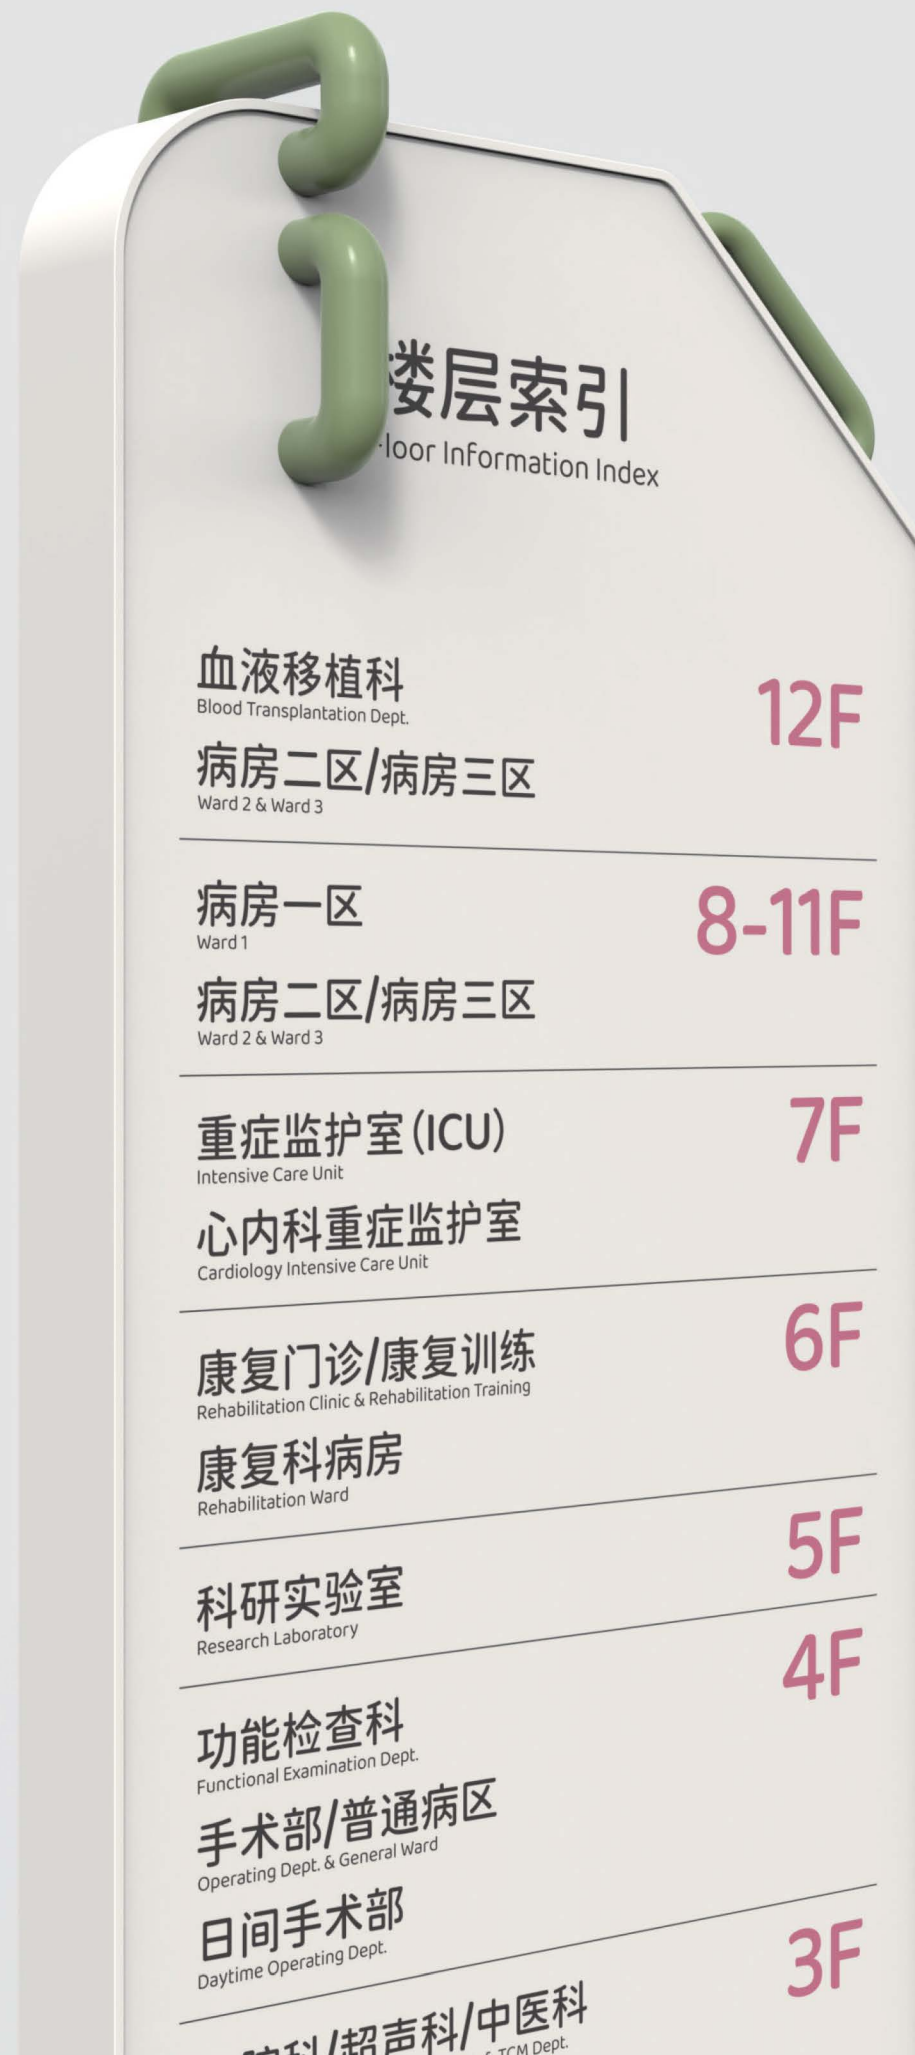 楼层索引
loor Information Index
血液移植科
12F
Blood Transplantation Dept.
病房二区/病房三区
Ward 2 & Ward 3
病房一区
8-11F
Ward 1
病房二区/病房三区
Ward 2 & Ward 3
重症监护室(ICU)
7F
Intensive Care Unit
心内科重症监护室
Cardiology Intensive Care Unit
康复门诊/康复训练
6F
Rehabilitation Clinic & Rehabilitation Training
康复科病房
Rehabilitation Ward
科研实验室
5F
Research Laboratory
功能检查科
4F
Functional Examination Dept.
手术部/普通病区
Operating Dept. & General Ward
日间手术部
Daytime Operating Dept.
3F
科/超声科/中医科
TCM Dept.